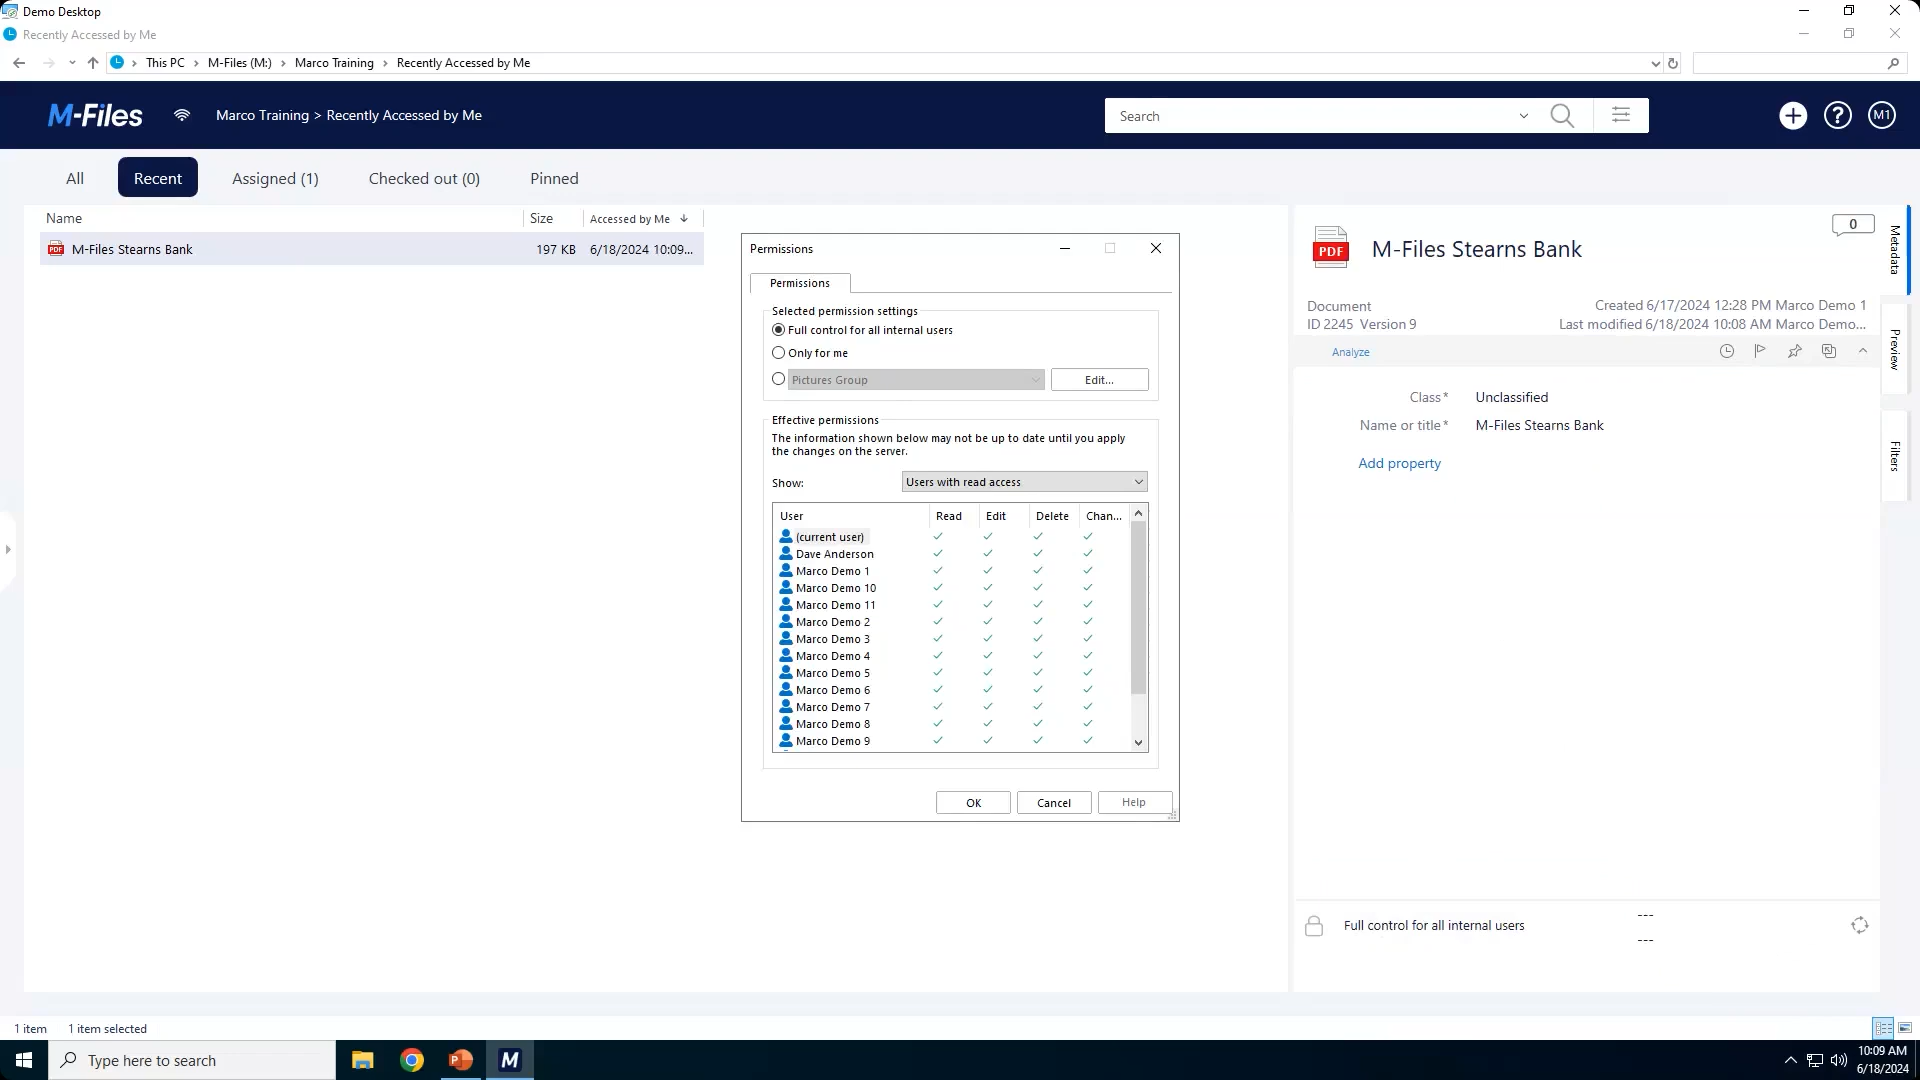 Demo Desktop
Recently Accessed by Me
This PC > M-Files (M:) > Marco Training > Recently Accessed by Me
M-Files
Marco Training > Recently Accessed by Me
Search
M1
All
Recent
Assigned (1)
Checked out (0)
Pinned
Name
Size
Accessed by Me
PDF
M-Files Stearns Bank
197 KB
6/18/2024 10:09...
Permissions
Permissions
Selected permission settings
Full control for all internal users
Only for me
Pictures Group
Edit...
Effective permissions
The information shown below may not be up to date until you apply
the changes on the server.
Show:
Users with read access
User Read Edit Delete Chan...
(current user)
Dave Anderson
Marco Demo 1
Marco Demo 10
Marco Demo 11
Marco Demo 2
Marco Demo 3
Marco Demo 4
Marco Demo 5
Marco Demo 6
Marco Demo 7
Marco Demo 8
Marco Demo 9
OK
Cancel
Help
0
PDF
M-Files Stearns Bank
Document
Created 6/17/2024 12:28 PM Marco Demo 1
ID 2245 Version 9
Last modified 6/18/2024 10:08 AM Marco Demo...
Analyze
Class* Unclassified
Name or title* M-Files Stearns Bank
Add property
Metadata
Preview
Filters
Full control for all internal users
---
---
1 item
1 item selected
Type here to search
P
M
10:09 AM
6/18/2024